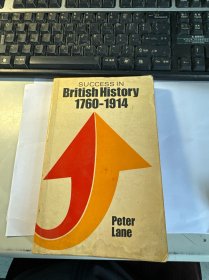 SUCCESS IN
British History
1760-1914
Peter
Lane